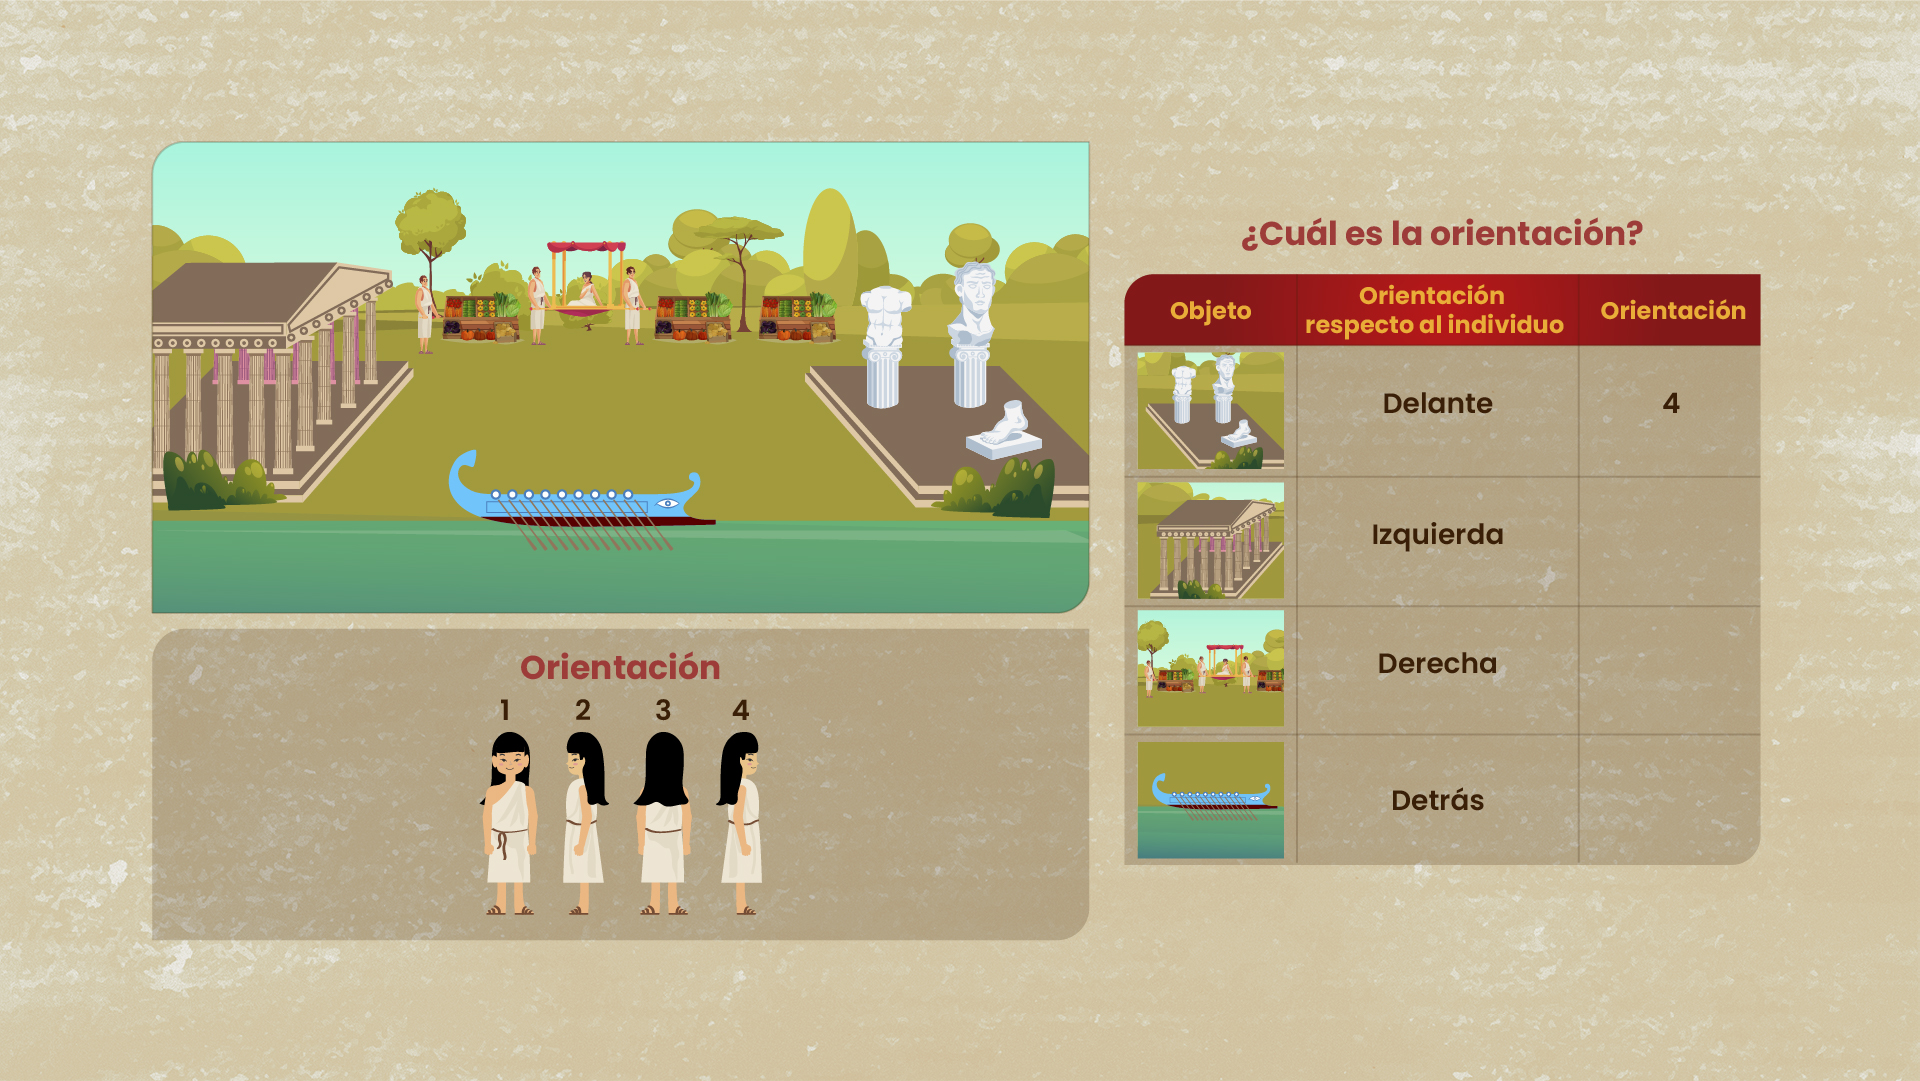 ¿Cuál es la orientación?
Objeto
Orientación
respecto al individuo
Orientación
Delante
4
Izquierda
Derecha
Detrás
Orientación
1 2 3 4